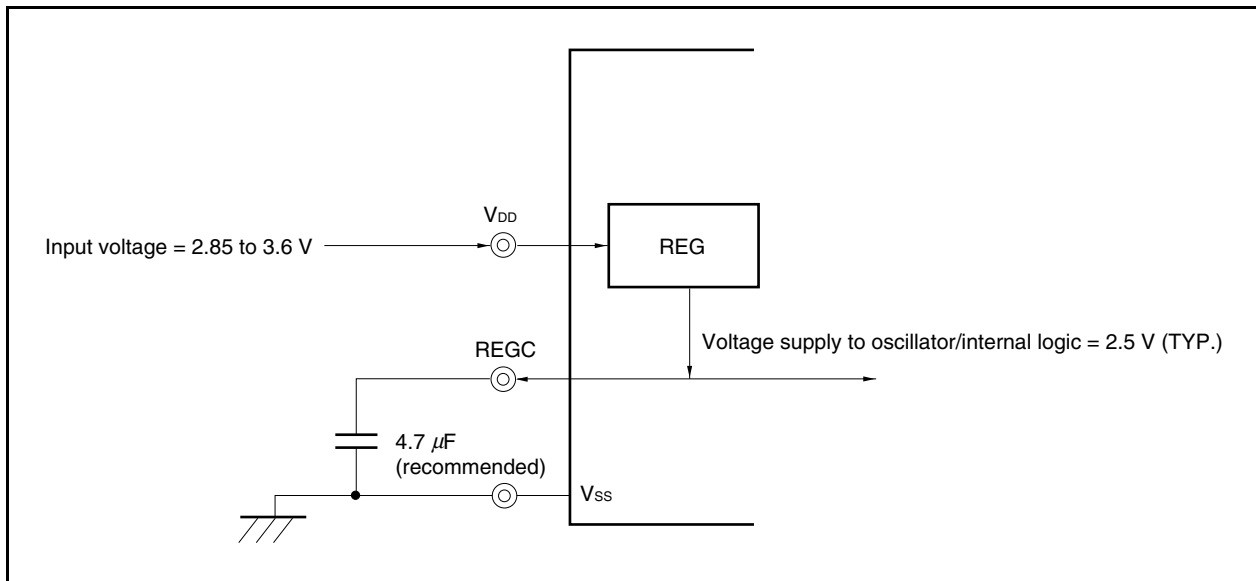 VDD
Input voltage = 2.85 to 3.6 V
REG
Voltage supply to oscillator/internal logic = 2.5 V (TYP.)
REGC
4.7 μF
(recommended)
VSS